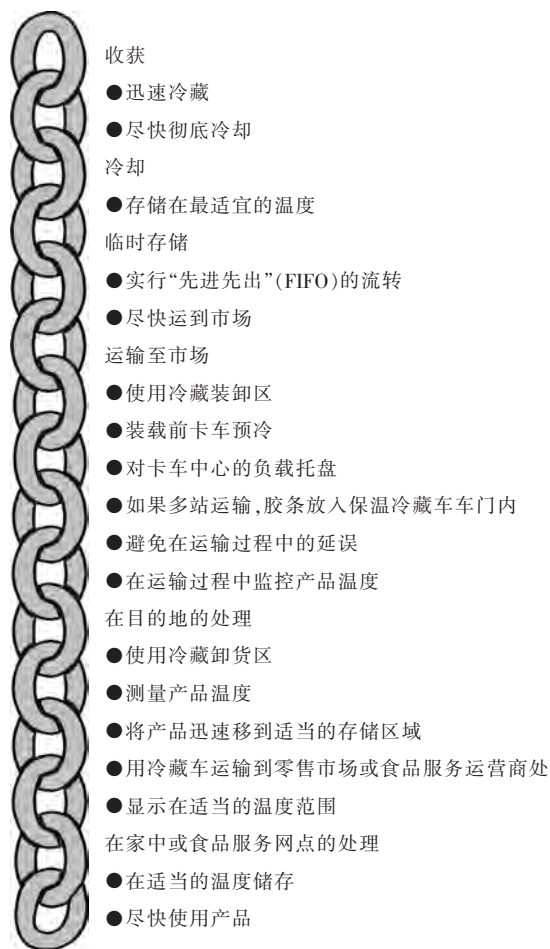 收获
●迅速冷藏
●尽快彻底冷却
冷却
●存储在最适宜的温度
临时存储
●实行“先进先出”(FIFO)的流转
●尽快运到市场
运输至市场
●使用冷藏装卸区
●装载前卡车预冷
●对卡车中心的负载托盘
●如果多站运输,胶条放入保温冷藏车车门内
●避免在运输过程中的延误
●在运输过程中监控产品温度
在目的地的处理
●使用冷藏卸货区
●测量产品温度
●将产品迅速移到适当的存储区域
●用冷藏车运输到零售市场或食品服务运营商处
●显示在适当的温度范围
在家中或食品服务网点的处理
●在适当的温度储存
●尽快使用产品